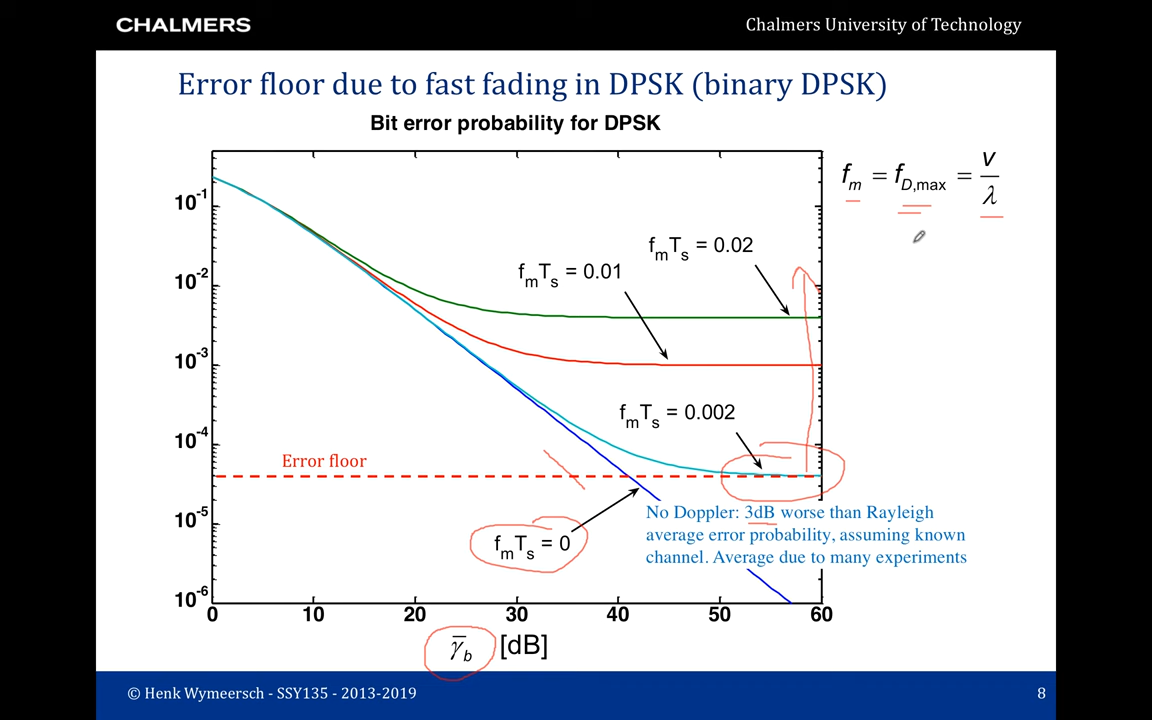 CHALMERS
Chalmers University of Technology
Error floor due to fast fading in DPSK (binary DPSK)
Bit error probability for DPSK
f_m = f_D,max = v/λ
10^-1
10^-2
10^-3
10^-4
10^-5
10^-6
f_mT_s = 0.02
f_mT_s = 0.01
f_mT_s = 0.002
Error floor
f_mT_s = 0
No Doppler: 3dB worse than Rayleigh
average error probability, assuming known
channel. Average due to many experiments
0 10 20 30 40 50 60
γ̅_b [dB]
© Henk Wymeersch - SSY135 - 2013-2019
8